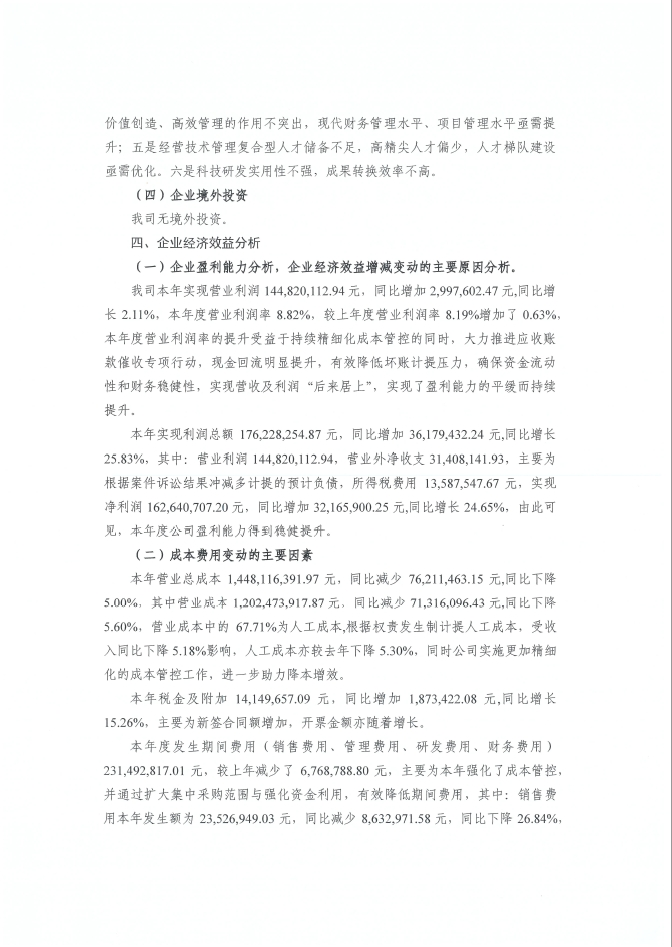 价值创造、高效管理的作用不突出，现代财务管理水平、项目管理水平亟需提
升；五是经营技术管理复合型人才储备不足，高精尖人才偏少，人才梯队建设
亟需优化。六是科技研发实用性不强，成果转换效率不高。
（四）企业境外投资
我司无境外投资。
四、企业经济效益分析
（一）企业盈利能力分析，企业经济效益增减变动的主要原因分析。
我司本年实现营业利润 144,820,112.94 元，同比增加 2,997,602.47 元,同比增
长 2.11%，本年度营业利润率 8.82%，较上年度营业利润率 8.19%增加了 0.63%，
本年度营业利润率的提升受益于持续精细化成本管控的同时，大力推进应收账
款催收专项行动，现金回流明显提升，有效降低坏账计提压力，确保资金流动
性和财务稳健性，实现营收及利润“后来居上”，实现了盈利能力的平缓而持续
提升。
本年实现利润总额 176,228,254.87 元，同比增加 36,179,432.24 元,同比增长
25.83%，其中：营业利润 144,820,112.94，营业外净收支 31,408,141.93，主要为
根据案件诉讼结果冲减多计提的预计负债，所得税费用 13,587,547.67 元，实现
净利润 162,640,707.20 元，同比增加 32,165,900.25 元,同比增长 24.65%，由此可
见，本年度公司盈利能力得到稳健提升。
（二）成本费用变动的主要因素
本年营业总成本 1,448,116,391.97 元，同比减少 76,211,463.15 元,同比下降
5.00%，其中营业成本 1,202,473,917.87 元，同比减少 71,316,096.43 元,同比下降
5.60%，营业成本中的 67.71%为人工成本,根据权责发生制计提人工成本，受收
入同比下降 5.18%影响，人工成本亦较去年下降 5.30%，同时公司实施更加精细
化的成本管控工作，进一步助力降本增效。
本年税金及附加 14,149,657.09 元，同比增加 1,873,422.08 元,同比增长
15.26%，主要为新签合同额增加，开票金额亦随着增长。
本年度发生期间费用（销售费用、管理费用、研发费用、财务费用）
231,492,817.01 元，较上年减少了 6,768,788.80 元，主要为本年强化了成本管控，
并通过扩大集中采购范围与强化资金利用，有效降低期间费用，其中：销售费
用本年发生额为 23,526,949.03 元，同比减少 8,632,971.58 元，同比下降 26.84%，